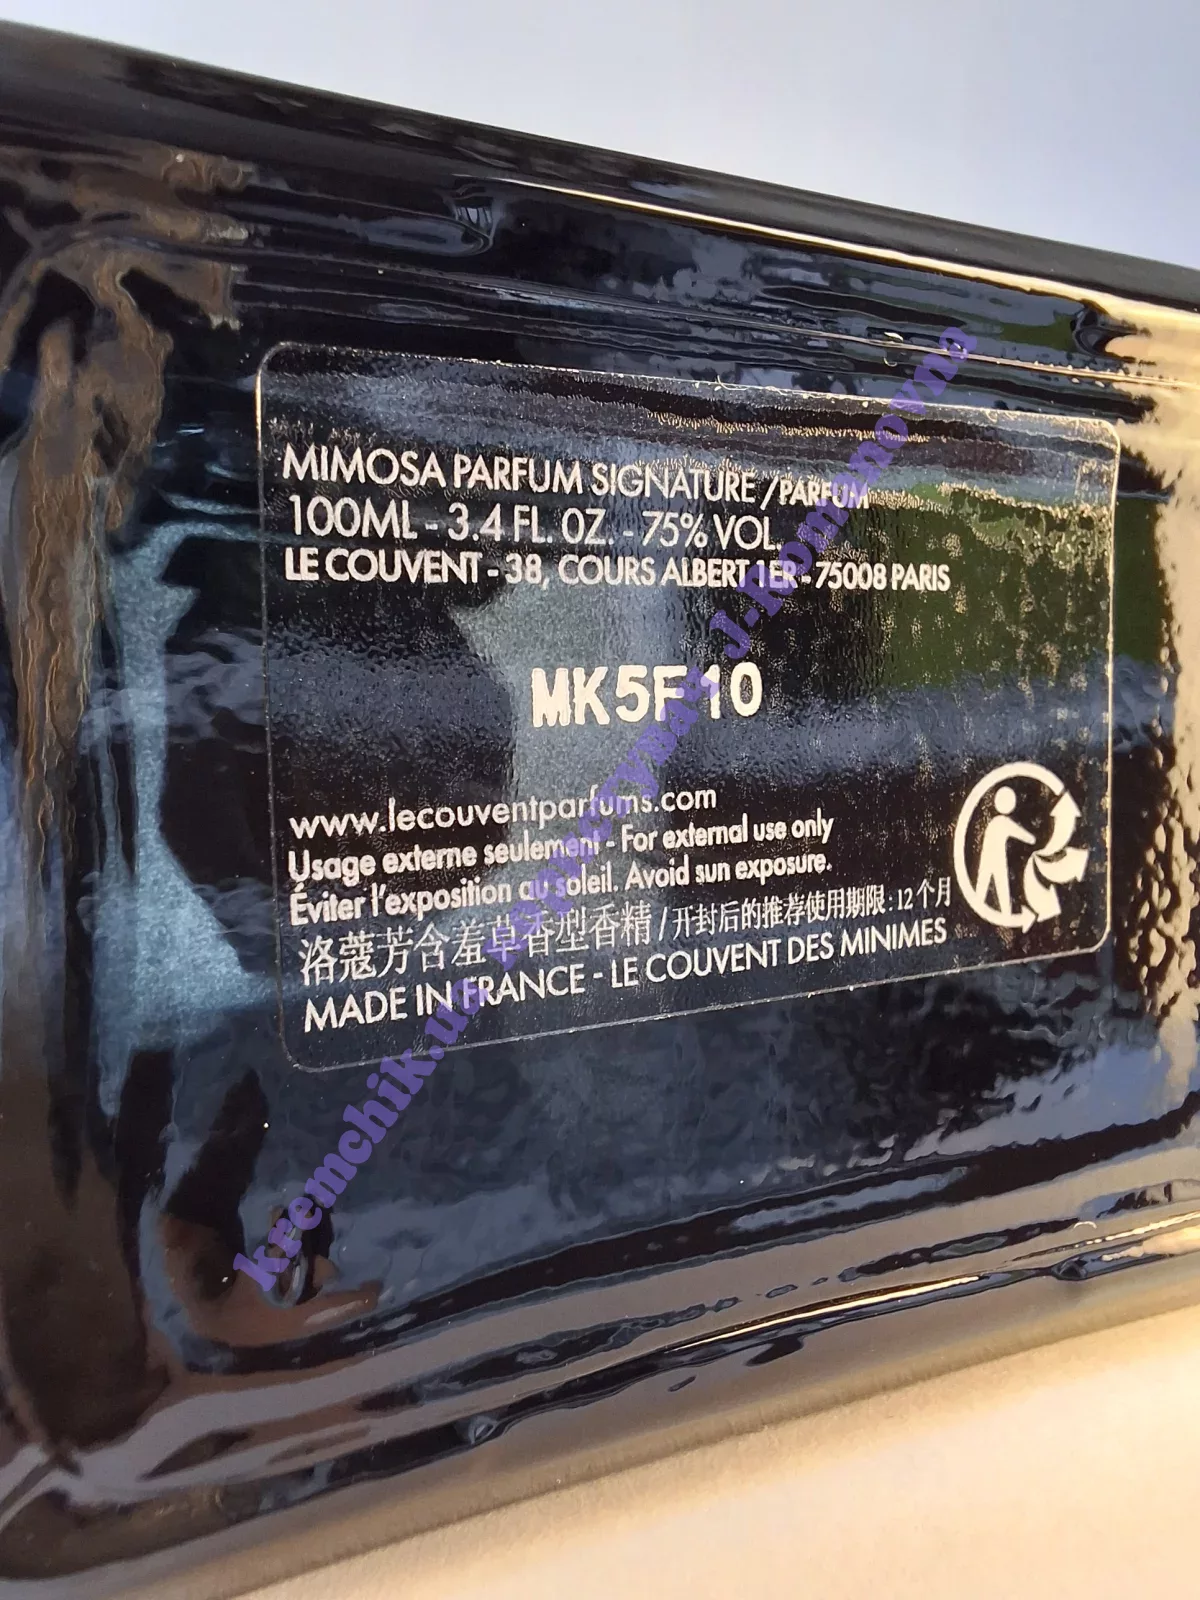 MIMOSA PARFUM SIGNATURE / PARFUM
100ML - 3.4 FL. OZ. - 75% VOL.
LE COUVENT - 38, COURS ALBERT 1ER - 75008 PARIS
MK5F10
www.lecouventparfums.com
Usage externe seulement - For external use only
Éviter l'exposition au soleil. Avoid sun exposure.
洛蔻芳含羞草香型香精 / 开封后的推荐使用期限: 12个月
MADE IN FRANCE - LE COUVENT DES MINIMES
kremchik.ua J-Romanovna